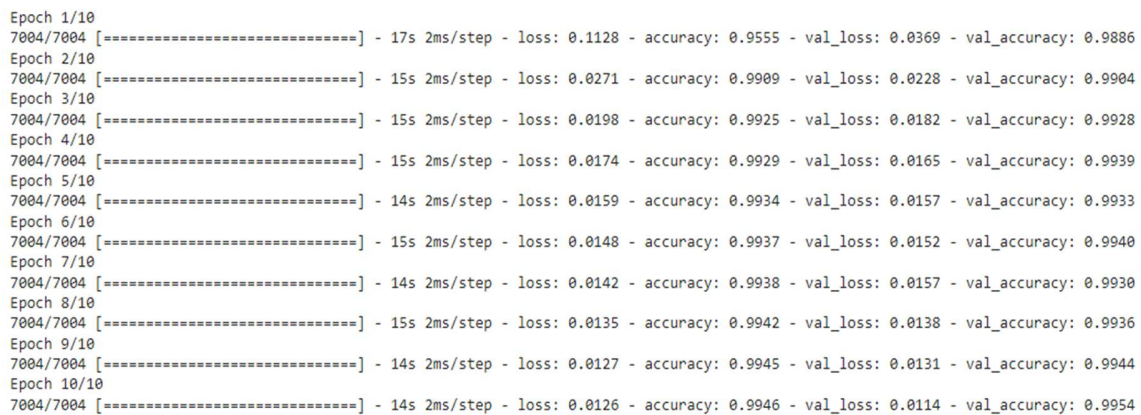 Epoch 1/10
7004/7004 [==============================] - 17s 2ms/step - loss: 0.1128 - accuracy: 0.9555 - val_loss: 0.0369 - val_accuracy: 0.9886
Epoch 2/10
7004/7004 [==============================] - 15s 2ms/step - loss: 0.0271 - accuracy: 0.9909 - val_loss: 0.0228 - val_accuracy: 0.9904
Epoch 3/10
7004/7004 [==============================] - 15s 2ms/step - loss: 0.0198 - accuracy: 0.9925 - val_loss: 0.0182 - val_accuracy: 0.9928
Epoch 4/10
7004/7004 [==============================] - 15s 2ms/step - loss: 0.0174 - accuracy: 0.9929 - val_loss: 0.0165 - val_accuracy: 0.9939
Epoch 5/10
7004/7004 [==============================] - 14s 2ms/step - loss: 0.0159 - accuracy: 0.9934 - val_loss: 0.0157 - val_accuracy: 0.9933
Epoch 6/10
7004/7004 [==============================] - 15s 2ms/step - loss: 0.0148 - accuracy: 0.9937 - val_loss: 0.0152 - val_accuracy: 0.9940
Epoch 7/10
7004/7004 [==============================] - 14s 2ms/step - loss: 0.0142 - accuracy: 0.9938 - val_loss: 0.0157 - val_accuracy: 0.9930
Epoch 8/10
7004/7004 [==============================] - 15s 2ms/step - loss: 0.0135 - accuracy: 0.9942 - val_loss: 0.0138 - val_accuracy: 0.9936
Epoch 9/10
7004/7004 [==============================] - 14s 2ms/step - loss: 0.0127 - accuracy: 0.9945 - val_loss: 0.0131 - val_accuracy: 0.9944
Epoch 10/10
7004/7004 [==============================] - 14s 2ms/step - loss: 0.0126 - accuracy: 0.9946 - val_loss: 0.0114 - val_accuracy: 0.9954